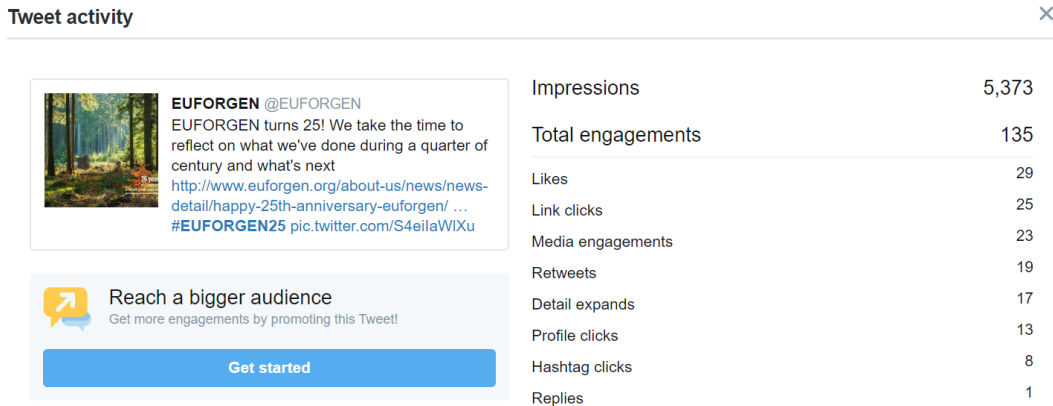 Tweet activity
EUFORGEN @EUFORGEN
EUFORGEN turns 25! We take the time to
reflect on what we've done during a quarter of
century and what's next
http://www.euforgen.org/about-us/news/news-
detail/happy-25th-anniversary-euforgen/ …
#EUFORGEN25 pic.twitter.com/S4eilaWlXu
Reach a bigger audience
Get more engagements by promoting this Tweet!
Get started
Impressions 5,373
Total engagements 135
Likes 29
Link clicks 25
Media engagements 23
Retweets 19
Detail expands 17
Profile clicks 13
Hashtag clicks 8
Replies 1